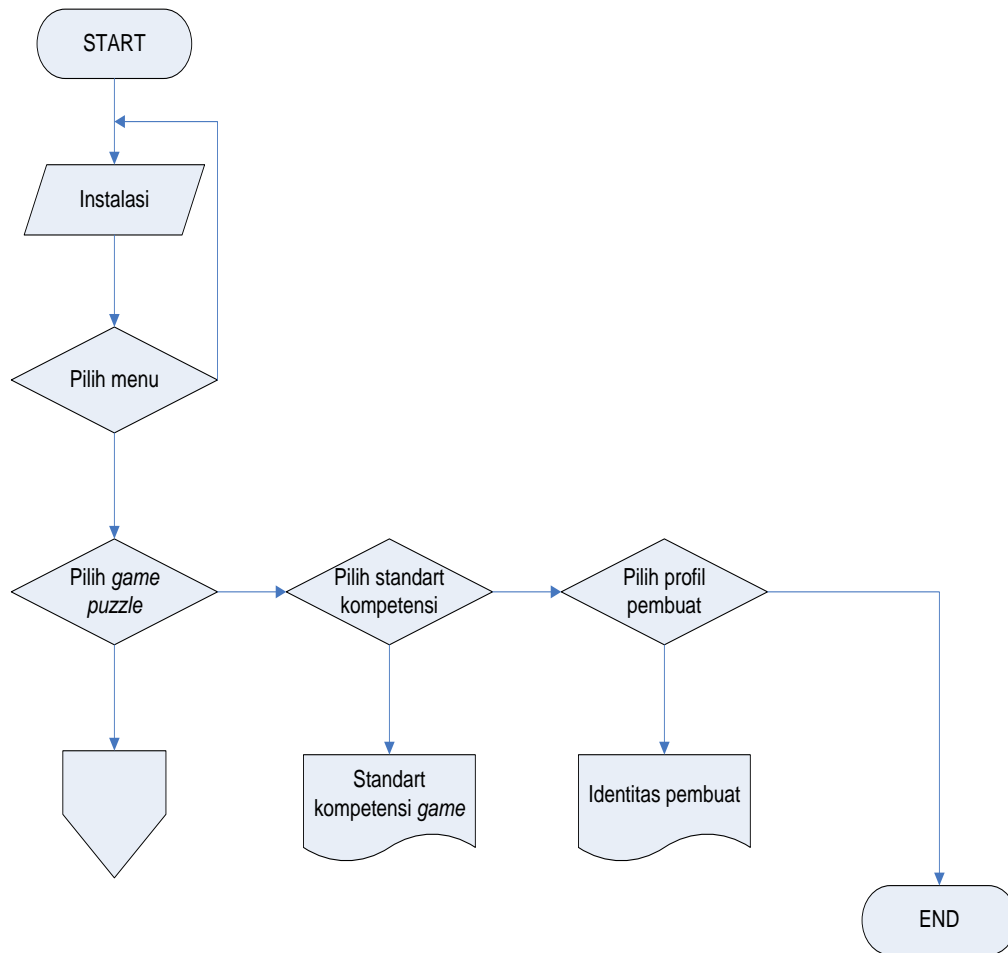 START
Instalasi
Pilih menu
Pilih game
puzzle
Pilih standart
kompetensi
Pilih profil
pembuat
Standart
kompetensi game
Identitas pembuat
END